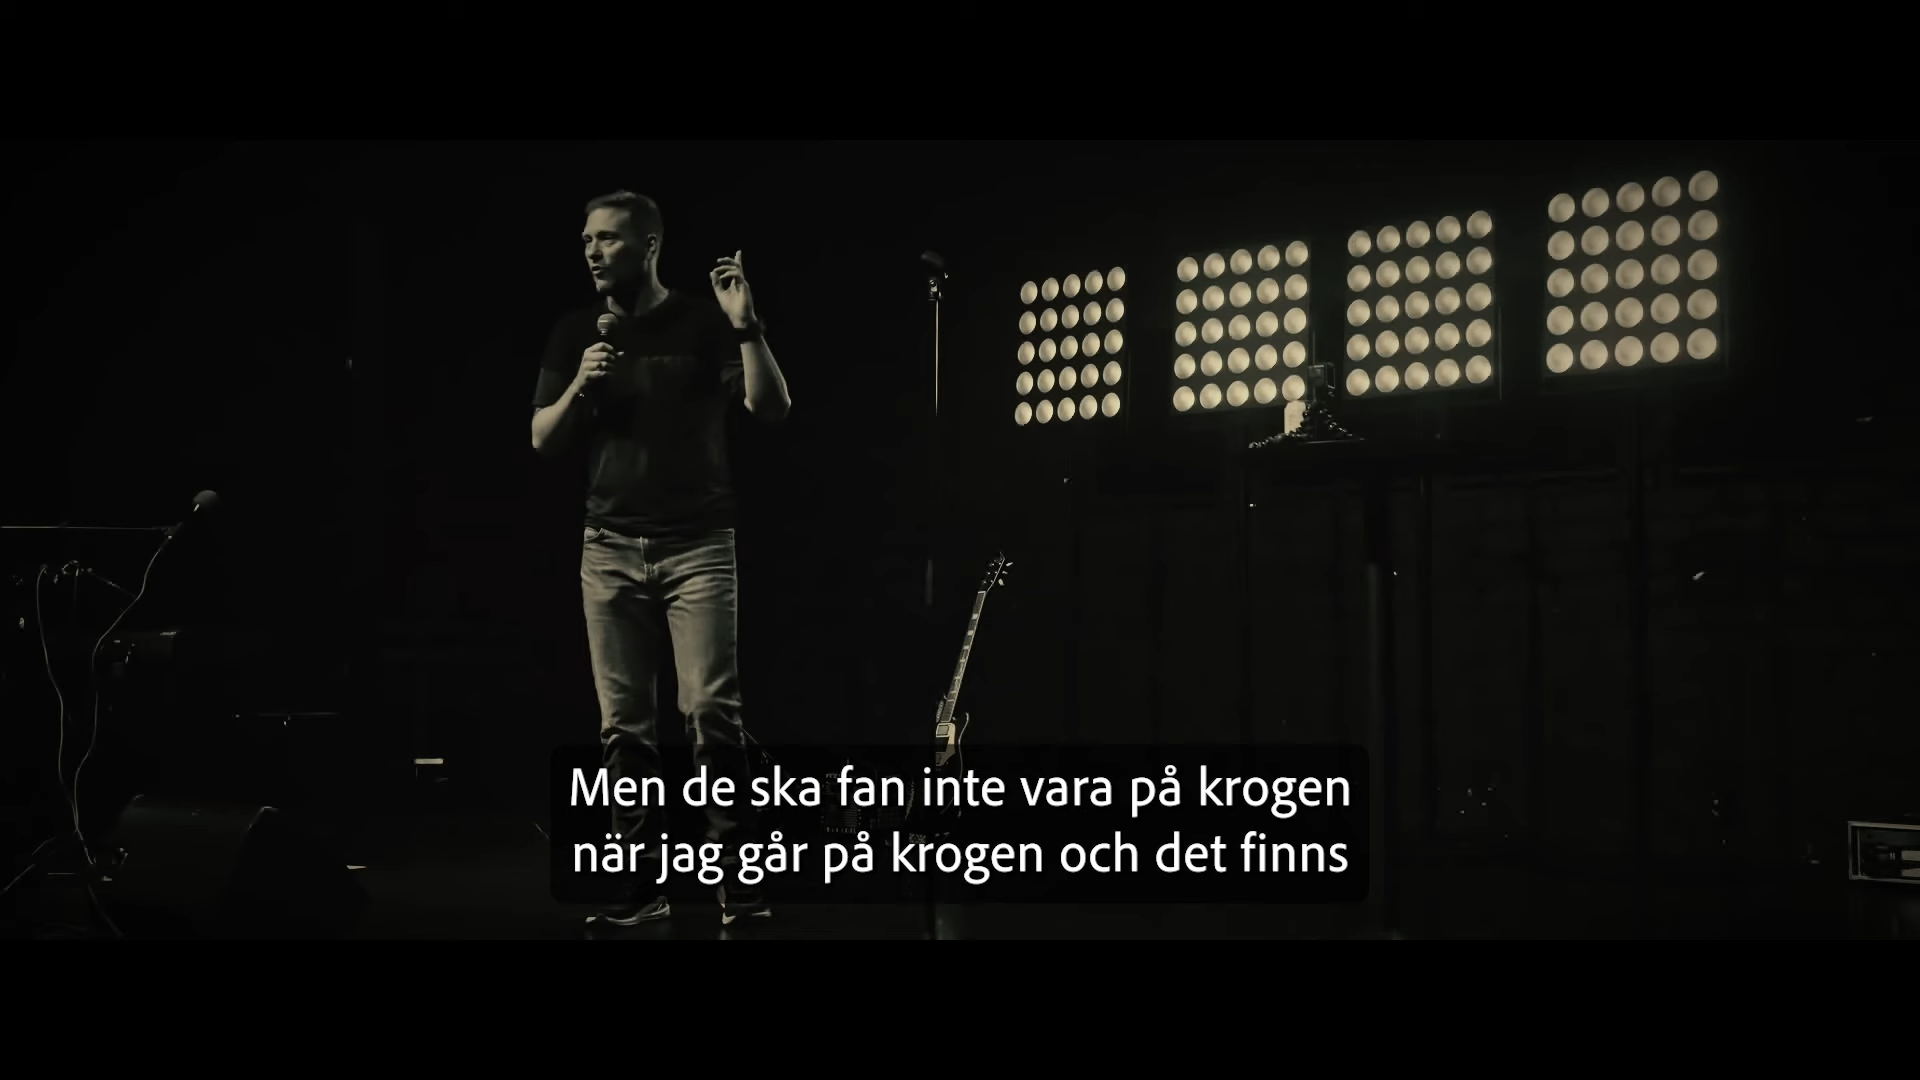 Men de ska fan inte vara på krogen
när jag går på krogen och det finns